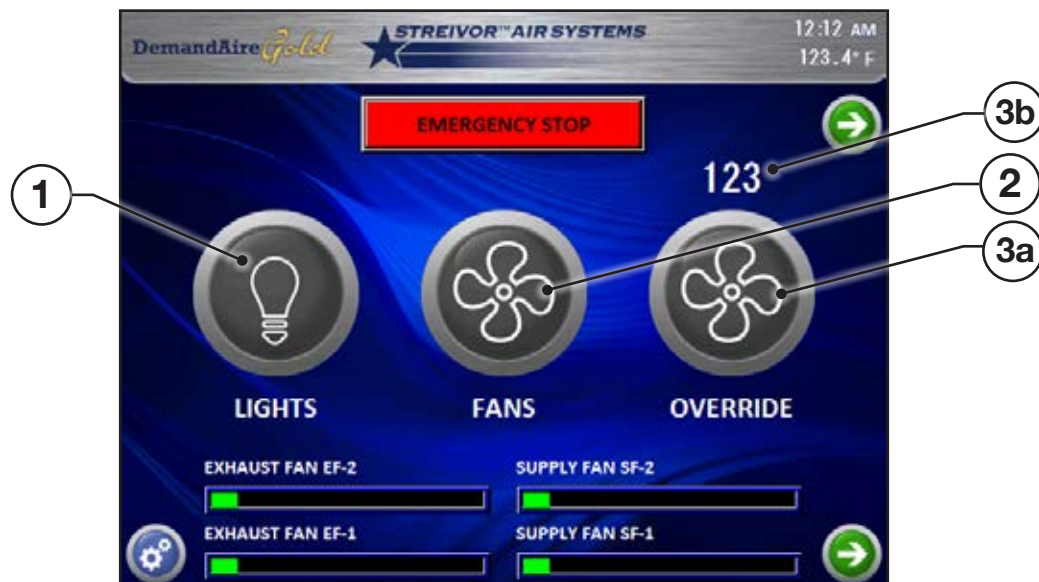 DemandAire Gold
STREIVOR™ AIR SYSTEMS
12:12 AM
123.4° F
EMERGENCY STOP
3b
123
1
2
3a
LIGHTS
FANS
OVERRIDE
EXHAUST FAN EF-2
SUPPLY FAN SF-2
EXHAUST FAN EF-1
SUPPLY FAN SF-1